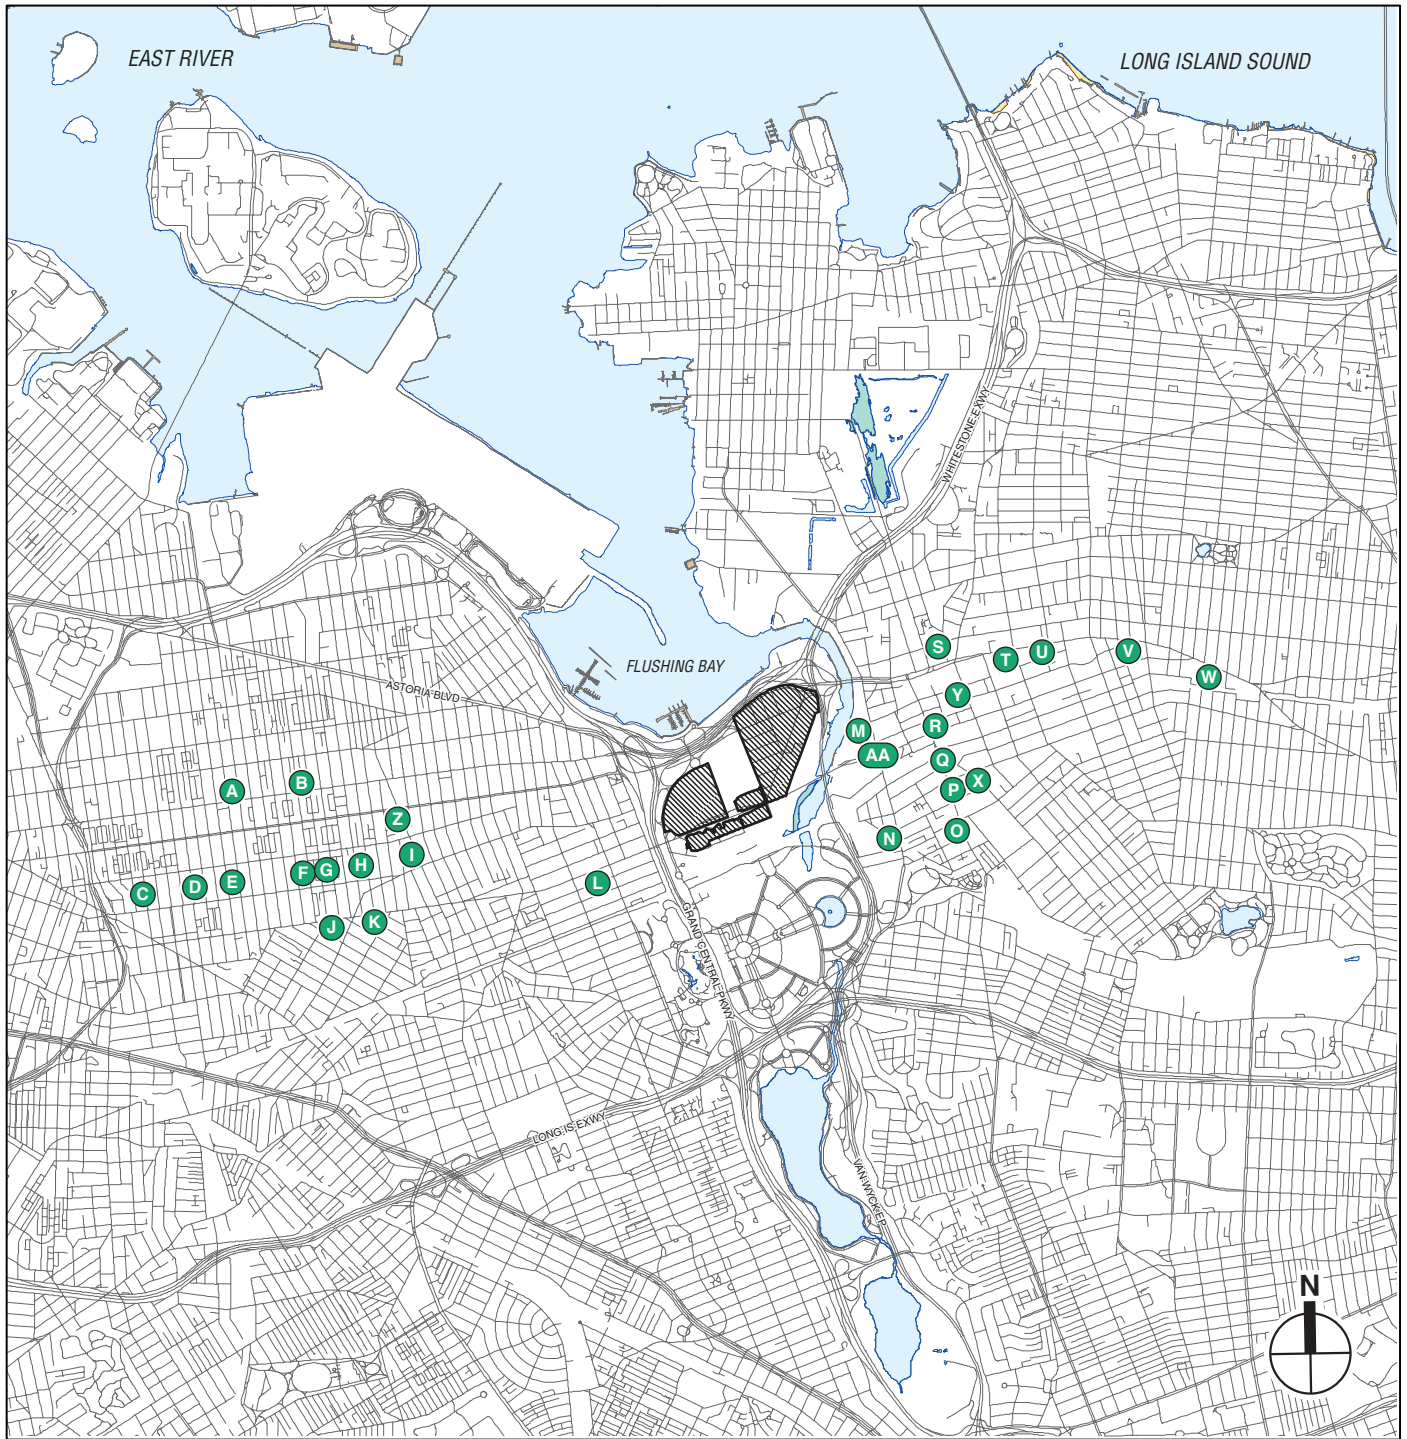 EAST RIVER
LONG ISLAND SOUND
WHITESTONE EXWY
FLUSHING BAY
ASTORIA BLVD
S
T
U
V
W
Y
R
M
AA
Q
X
P
O
N
A
B
Z
I
H
G
F
E
D
C
L
K
J
GRAND CENTRAL PKWY
LONG IS EXWY
VAN WYCK EP
N